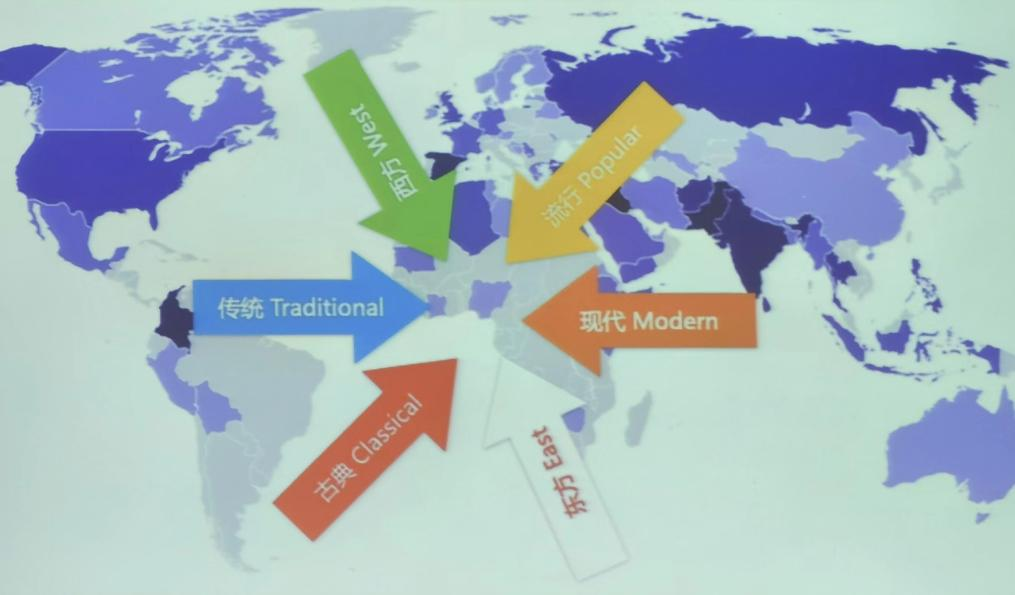 西方 West
流行 Popular
传统 Traditional
现代 Modern
古典 Classical
东方 East